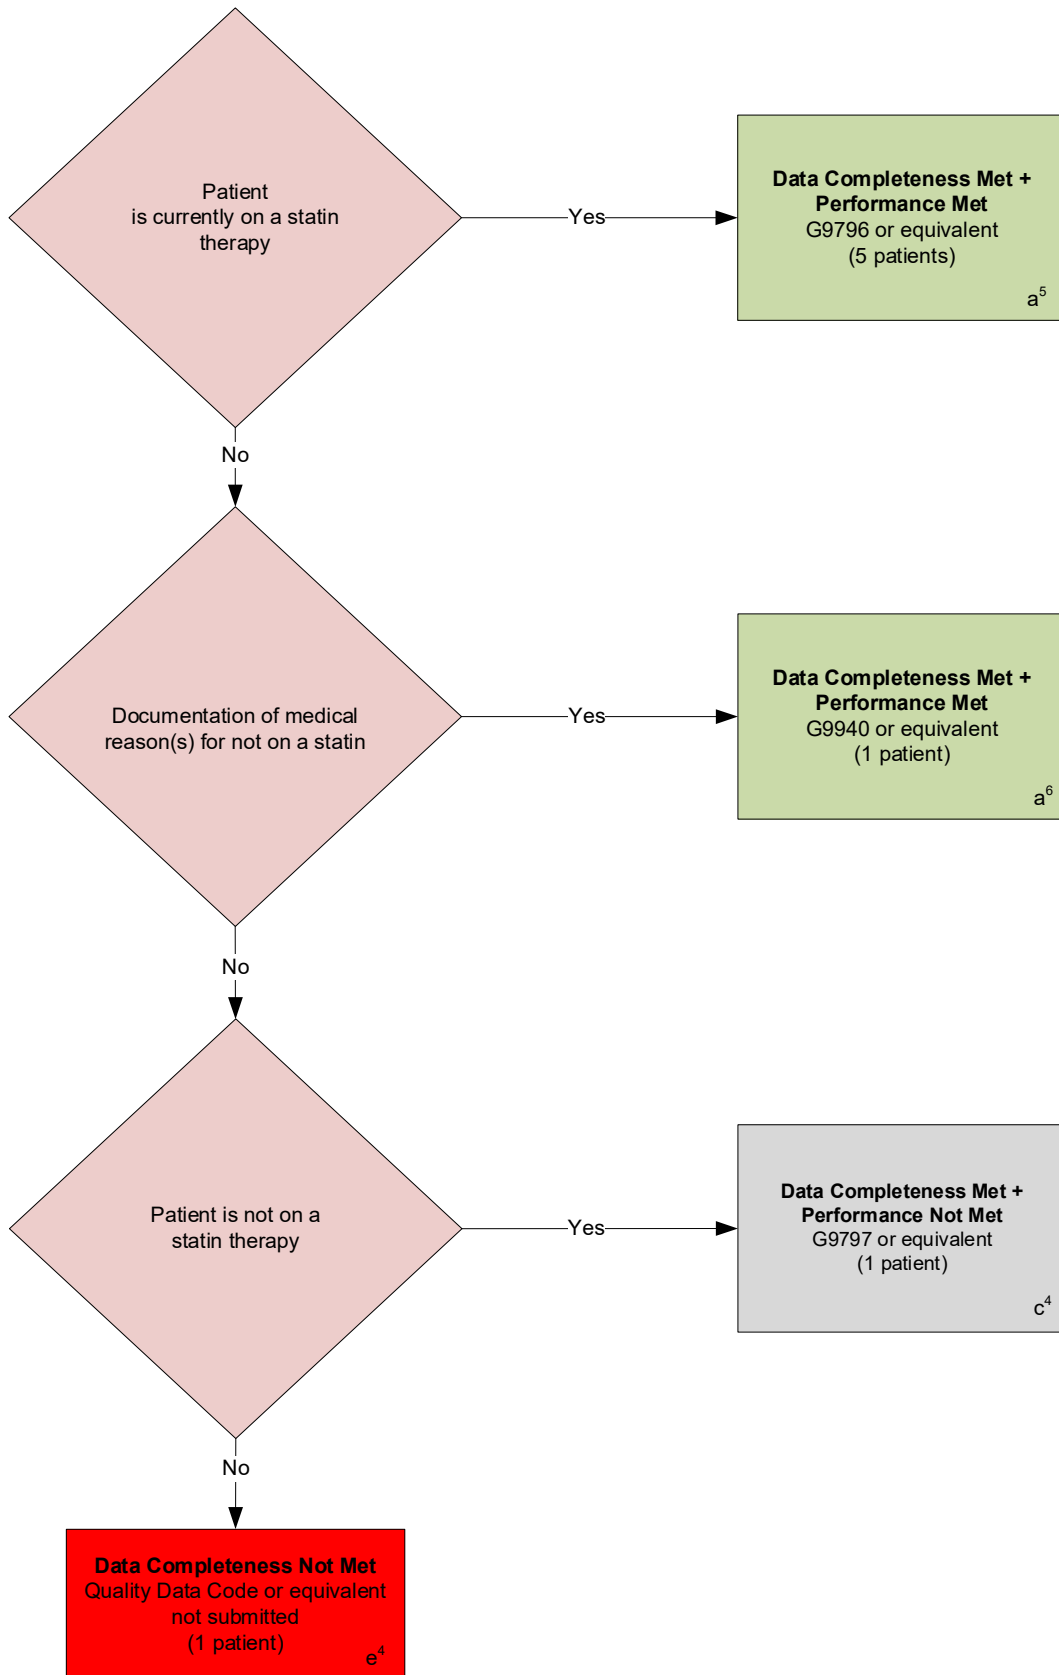 Patient
is currently on a statin
therapy
Yes
Data Completeness Met +
Performance Met
G9796 or equivalent
(5 patients)
a⁵
No
Documentation of medical
reason(s) for not on a statin
Yes
Data Completeness Met +
Performance Met
G9940 or equivalent
(1 patient)
a⁶
No
Patient is not on a
statin therapy
Yes
Data Completeness Met +
Performance Not Met
G9797 or equivalent
(1 patient)
c⁴
No
Data Completeness Not Met
Quality Data Code or equivalent
not submitted
(1 patient)
e⁴